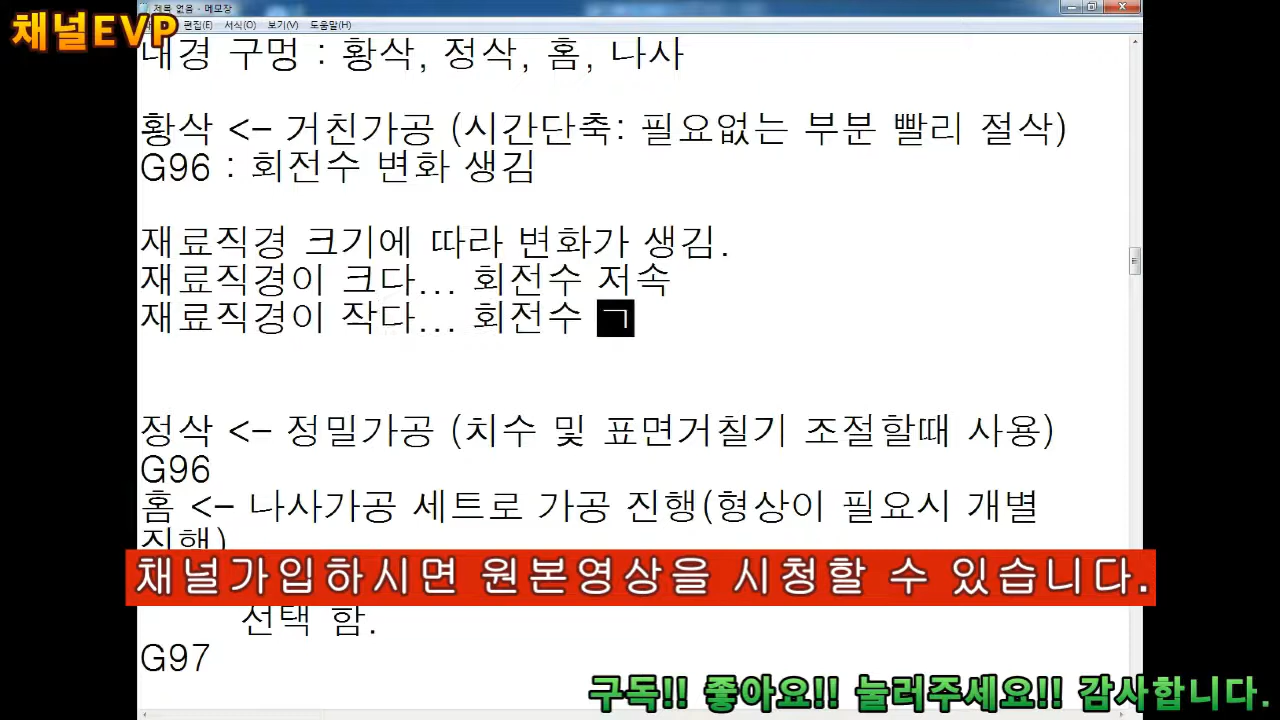 제목 없음 - 메모장
채널EVP
편집(E) 서식(O) 보기(V) 도움말(H)
내경 구멍 : 황삭, 정삭, 홈, 나사
황삭 <- 거친가공 (시간단축: 필요없는 부분 빨리 절삭)
G96 : 회전수 변화 생김
재료직경 크기에 따라 변화가 생김.
재료직경이 크다... 회전수 저속
재료직경이 작다... 회전수 ㄱ
정삭 <- 정밀가공 (치수 및 표면거칠기 조절할때 사용)
G96
홈 <- 나사가공 세트로 가공 진행(형상이 필요시 개별
진행)
채널가입하시면 원본영상을 시청할 수 있습니다.
선택 함.
G97
구독!! 좋아요!! 눌러주세요!! 감사합니다.